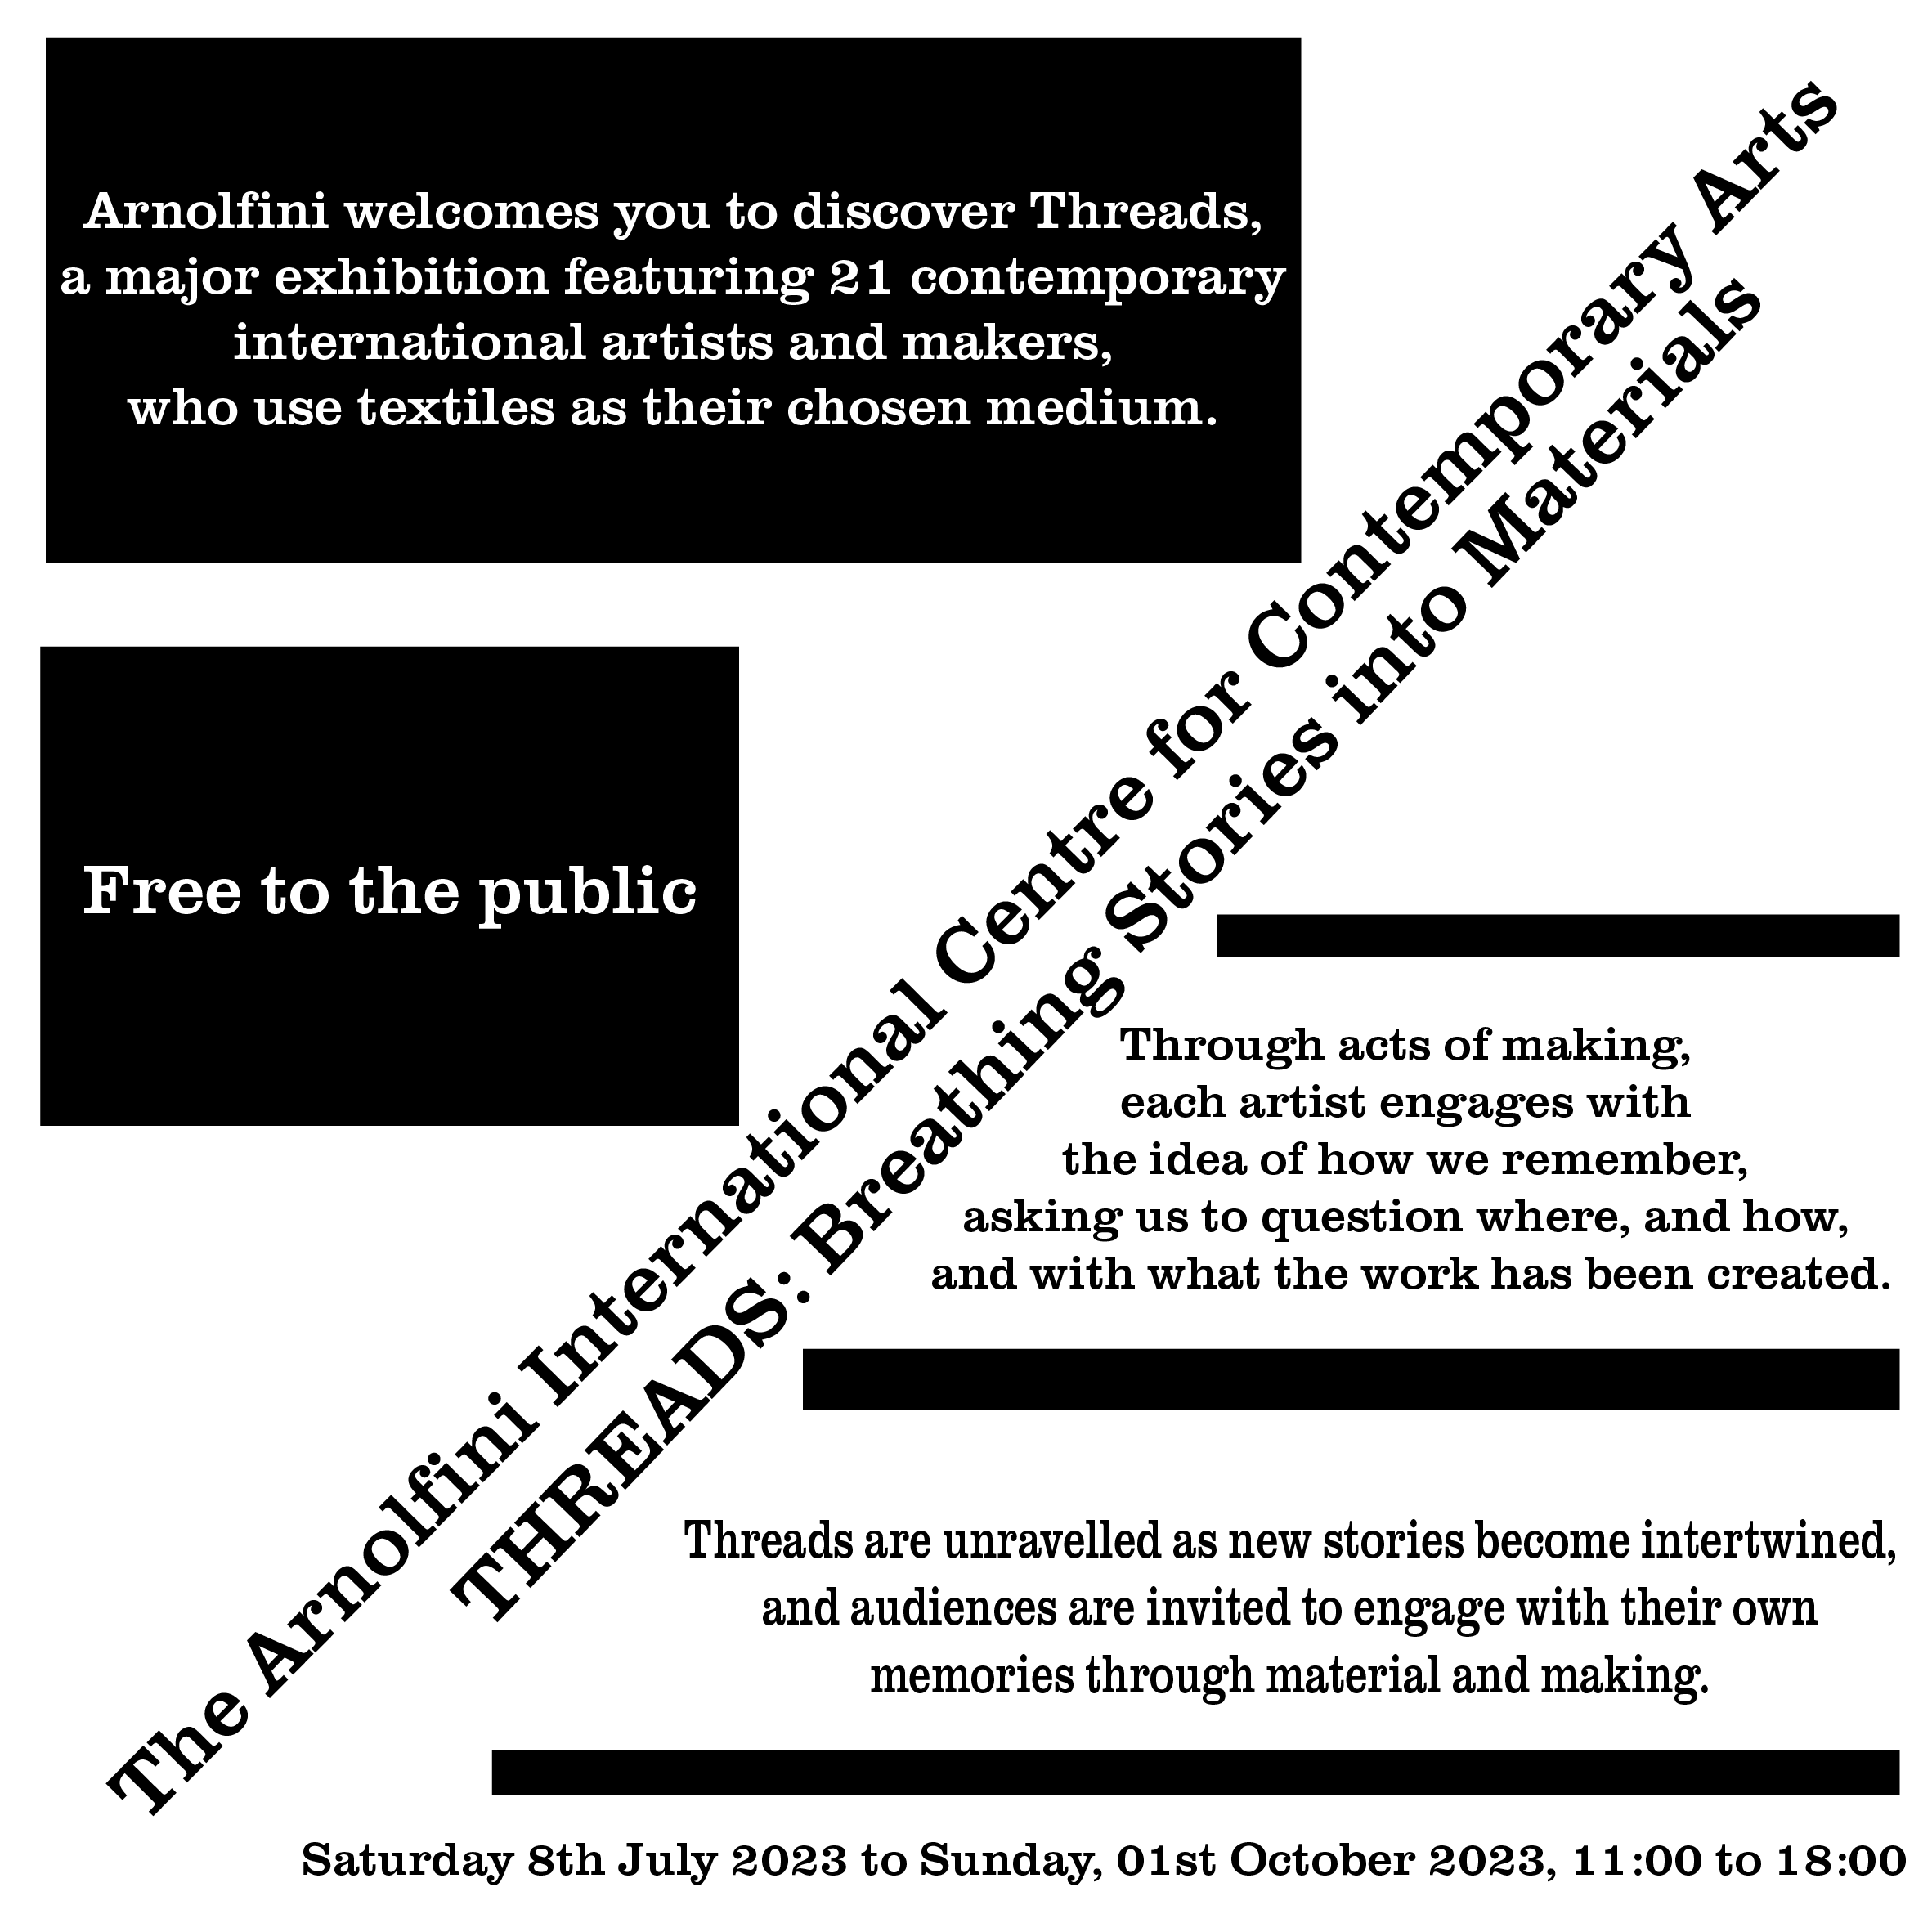 Arnolfini welcomes you to discover Threads,
a major exhibition featuring 21 contemporary
international artists and makers,
who use textiles as their chosen medium.
Free to the public
The Arnolfini International Centre for Contemporary Arts
THREADS: Breathing Stories into Materials
Through acts of making,
each artist engages with
the idea of how we remember,
asking us to question where, and how,
and with what the work has been created.
Threads are unravelled as new stories become intertwined,
and audiences are invited to engage with their own
memories through material and making.
Saturday 8th July 2023 to Sunday, 01st October 2023, 11:00 to 18:00